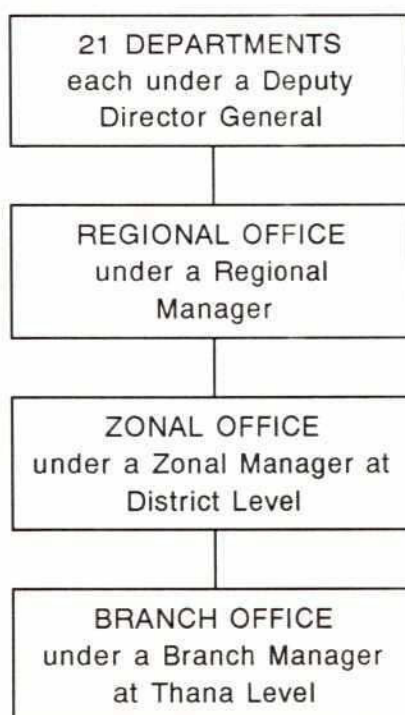 21 DEPARTMENTS
each under a Deputy
Director General
REGIONAL OFFICE
under a Regional
Manager
ZONAL OFFICE
under a Zonal Manager at
District Level
BRANCH OFFICE
under a Branch Manager
at Thana Level